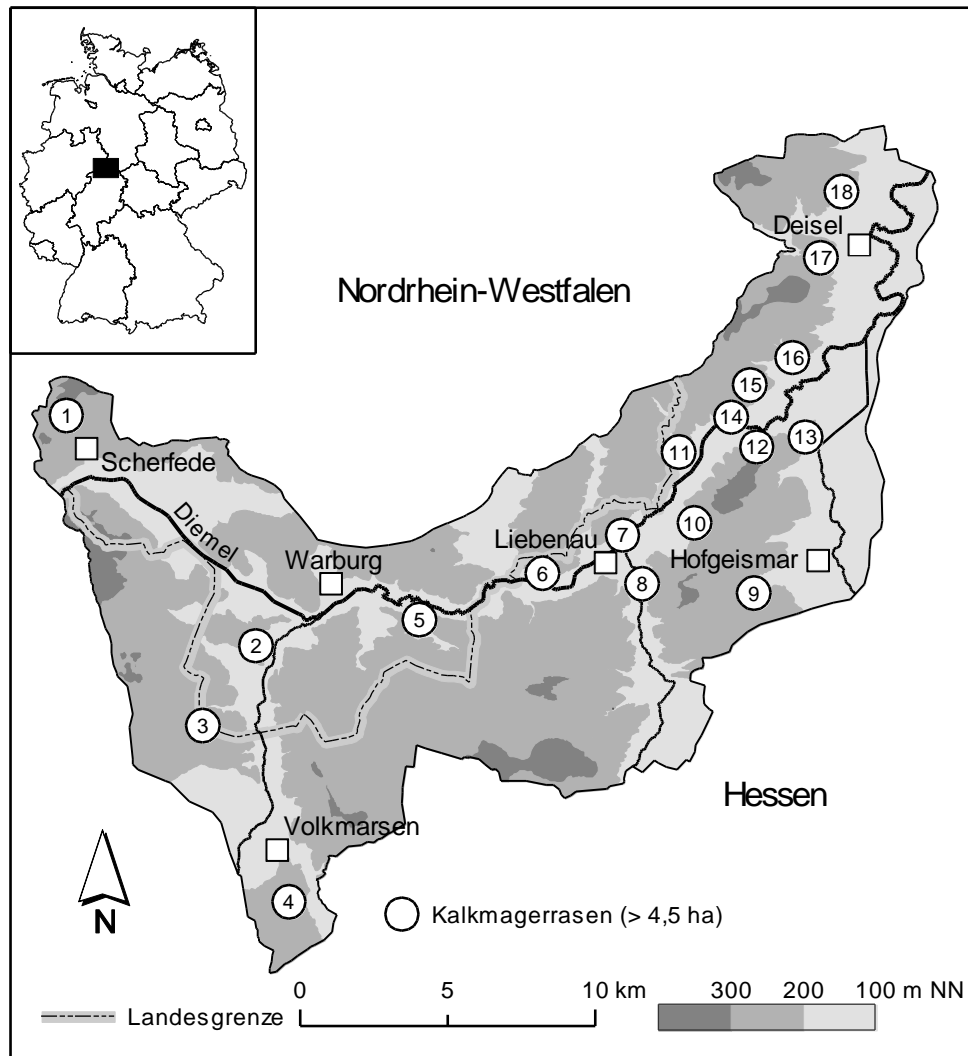 18
Deisel
17
Nordrhein-Westfalen
16
15
1
14
13
12
11
Scherfede
10
Diemel
7
Liebenau
Hofgeismar
Warburg
6
8
9
5
2
3
Hessen
Volkmarsen
4
N
Kalkmagerrasen (> 4,5 ha)
0 5 10 km
300 200 100 m NN
Landesgrenze